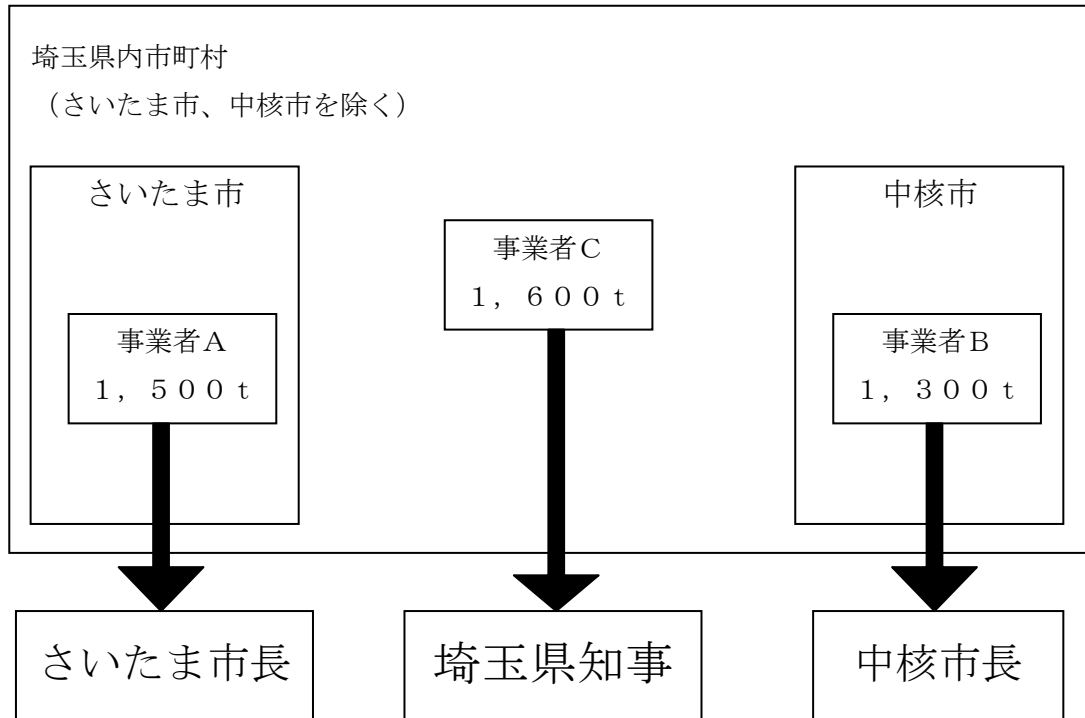 埼玉県内市町村
（さいたま市、中核市を除く）
さいたま市
事業者Ａ
１，５００ｔ
事業者Ｃ
１，６００ｔ
中核市
事業者Ｂ
１，３００ｔ
さいたま市長
埼玉県知事
中核市長